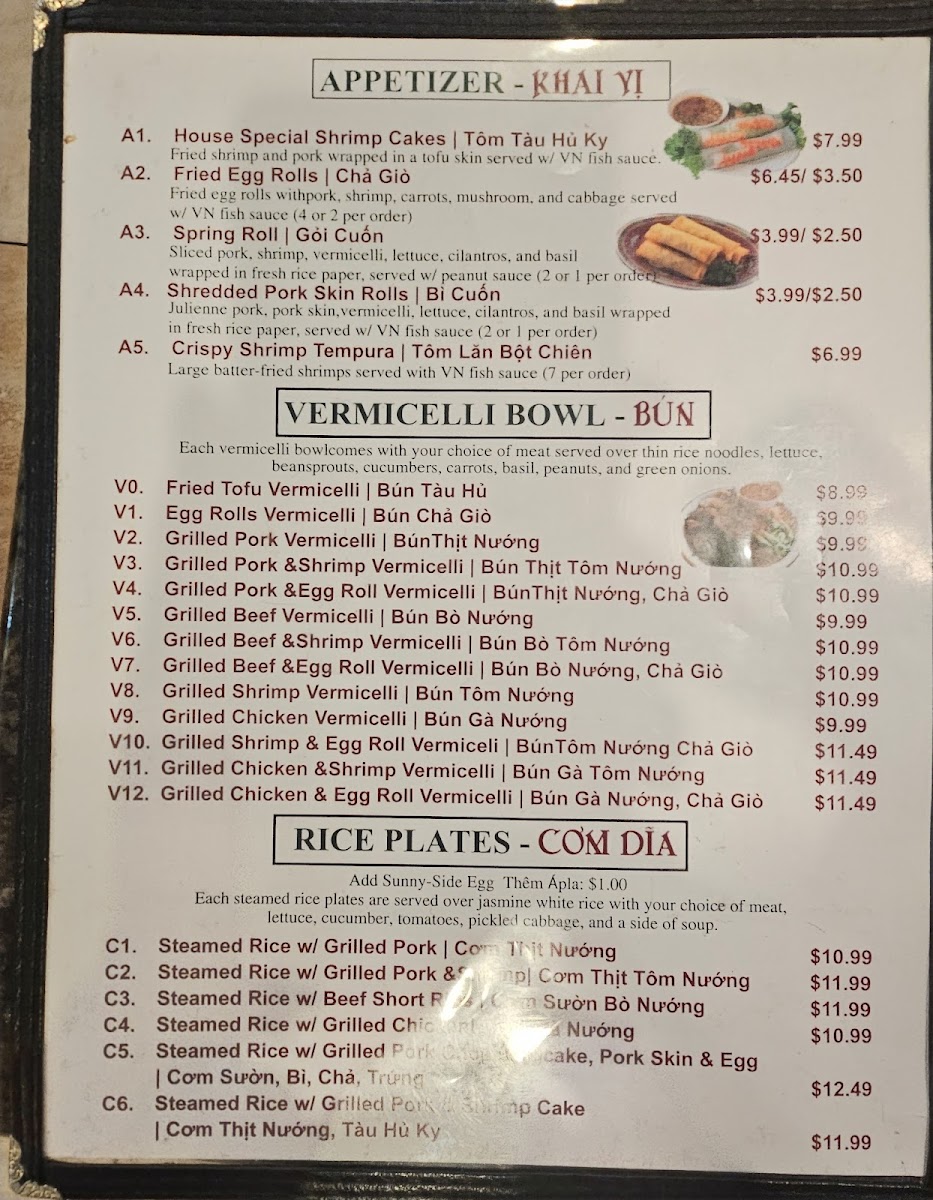 APPETIZER - KHAI VỊ
A1. House Special Shrimp Cakes | Tôm Tàu Hủ Ky $7.99
Fried shrimp and pork wrapped in a tofu skin served w/ VN fish sauce.
A2. Fried Egg Rolls | Chả Giò $6.45/ $3.50
Fried egg rolls withpork, shrimp, carrots, mushroom, and cabbage served
w/ VN fish sauce (4 or 2 per order)
A3. Spring Roll | Gỏi Cuốn $3.99/ $2.50
Sliced pork, shrimp, vermicelli, lettuce, cilantros, and basil
wrapped in fresh rice paper, served w/ peanut sauce (2 or 1 per order)
A4. Shredded Pork Skin Rolls | Bì Cuốn $3.99/$2.50
Julienne pork, pork skin,vermicelli, lettuce, cilantros, and basil wrapped
in fresh rice paper, served w/ VN fish sauce (2 or 1 per order)
A5. Crispy Shrimp Tempura | Tôm Lăn Bột Chiên $6.99
Large batter-fried shrimps served with VN fish sauce (7 per order)
VERMICELLI BOWL - BÚN
Each vermicelli bowlcomes with your choice of meat served over thin rice noodles, lettuce,
beansprouts, cucumbers, carrots, basil, peanuts, and green onions.
V0. Fried Tofu Vermicelli | Bún Tàu Hủ $8.99
V1. Egg Rolls Vermicelli | Bún Chả Giò $9.99
V2. Grilled Pork Vermicelli | BúnThịt Nướng $9.99
V3. Grilled Pork &Shrimp Vermicelli | Bún Thịt Tôm Nướng $10.99
V4. Grilled Pork &Egg Roll Vermicelli | BúnThịt Nướng, Chả Giò $10.99
V5. Grilled Beef Vermicelli | Bún Bò Nướng $9.99
V6. Grilled Beef &Shrimp Vermicelli | Bún Bò Tôm Nướng $10.99
V7. Grilled Beef &Egg Roll Vermicelli | Bún Bò Nướng, Chả Giò $10.99
V8. Grilled Shrimp Vermicelli | Bún Tôm Nướng $10.99
V9. Grilled Chicken Vermicelli | Bún Gà Nướng $9.99
V10. Grilled Shrimp & Egg Roll Vermiceli | BúnTôm Nướng Chả Giò $11.49
V11. Grilled Chicken &Shrimp Vermicelli | Bún Gà Tôm Nướng $11.49
V12. Grilled Chicken & Egg Roll Vermicelli | Bún Gà Nướng, Chả Giò $11.49
RICE PLATES - CƠM DĨA
Add Sunny-Side Egg Thêm Ápla: $1.00
Each steamed rice plates are served over jasmine white rice with your choice of meat,
lettuce, cucumber, tomatoes, pickled cabbage, and a side of soup.
C1. Steamed Rice w/ Grilled Pork | Cơm Thịt Nướng $10.99
C2. Steamed Rice w/ Grilled Pork &Shrimp| Cơm Thịt Tôm Nướng $11.99
C3. Steamed Rice w/ Beef Short | Cơm Sườn Bò Nướng $11.99
C4. Steamed Rice w/ Grilled Nướng $10.99
C5. Steamed Rice w/ Grilled Pork Pork Skin & Egg
| Cơm Sườn, Bì, Chả, Trứng $12.49
C6. Steamed Rice w/ Grilled Pork & Shrimp Cake
| Cơm Thịt Nướng, Tàu Hủ Ky $11.99